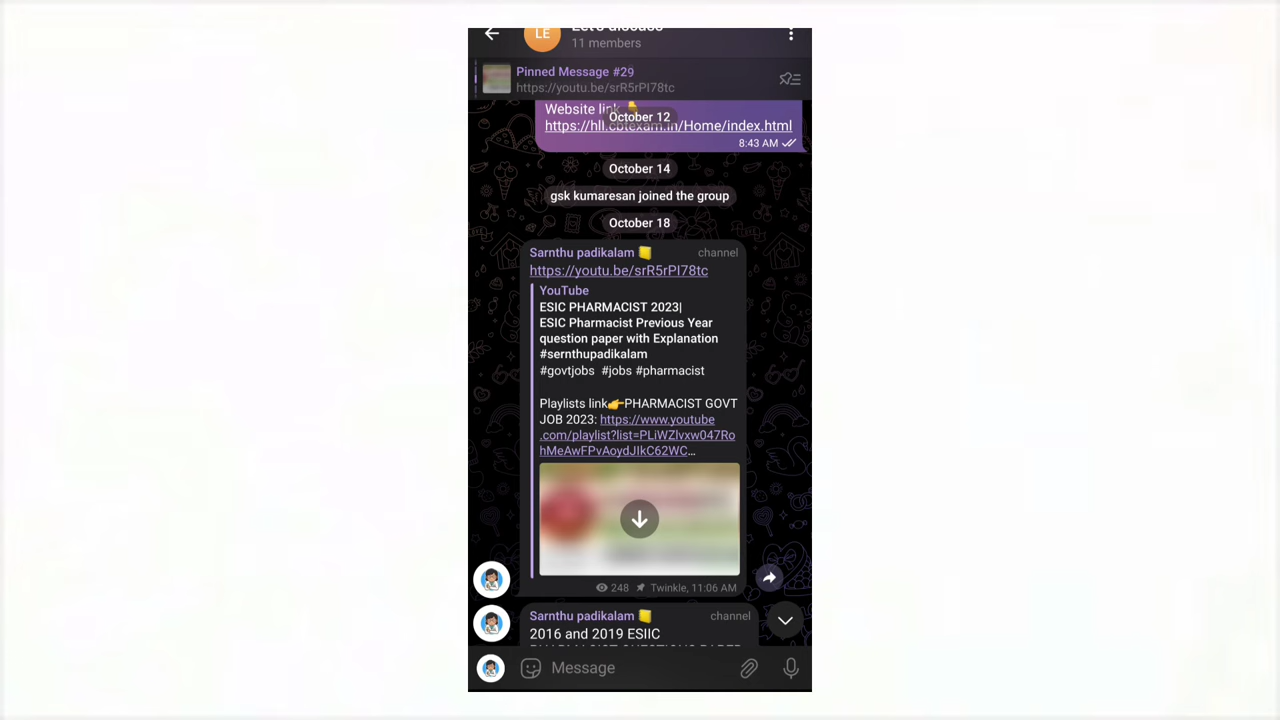 LE
Let's discuss
11 members
Pinned Message #29
https://youtu.be/srR5rPI78tc
Website link 👇
October 12
https://hll.cbtexam.in/Home/index.html
8:43 AM
October 14
gsk kumaresan joined the group
October 18
Sarnthu padikalam 📒 channel
https://youtu.be/srR5rPI78tc
YouTube
ESIC PHARMACIST 2023|
ESIC Pharmacist Previous Year
question paper with Explanation
#sernthupadikalam
#govtjobs #jobs #pharmacist
Playlists link👉PHARMACIST GOVT
JOB 2023: https://www.youtube
.com/playlist?list=PLiWZlvxw047Ro
hMeAwFPvAoydJIkC62WC…
248 Twinkle, 11:06 AM
Sarnthu padikalam 📒 channel
2016 and 2019 ESIIC
Message